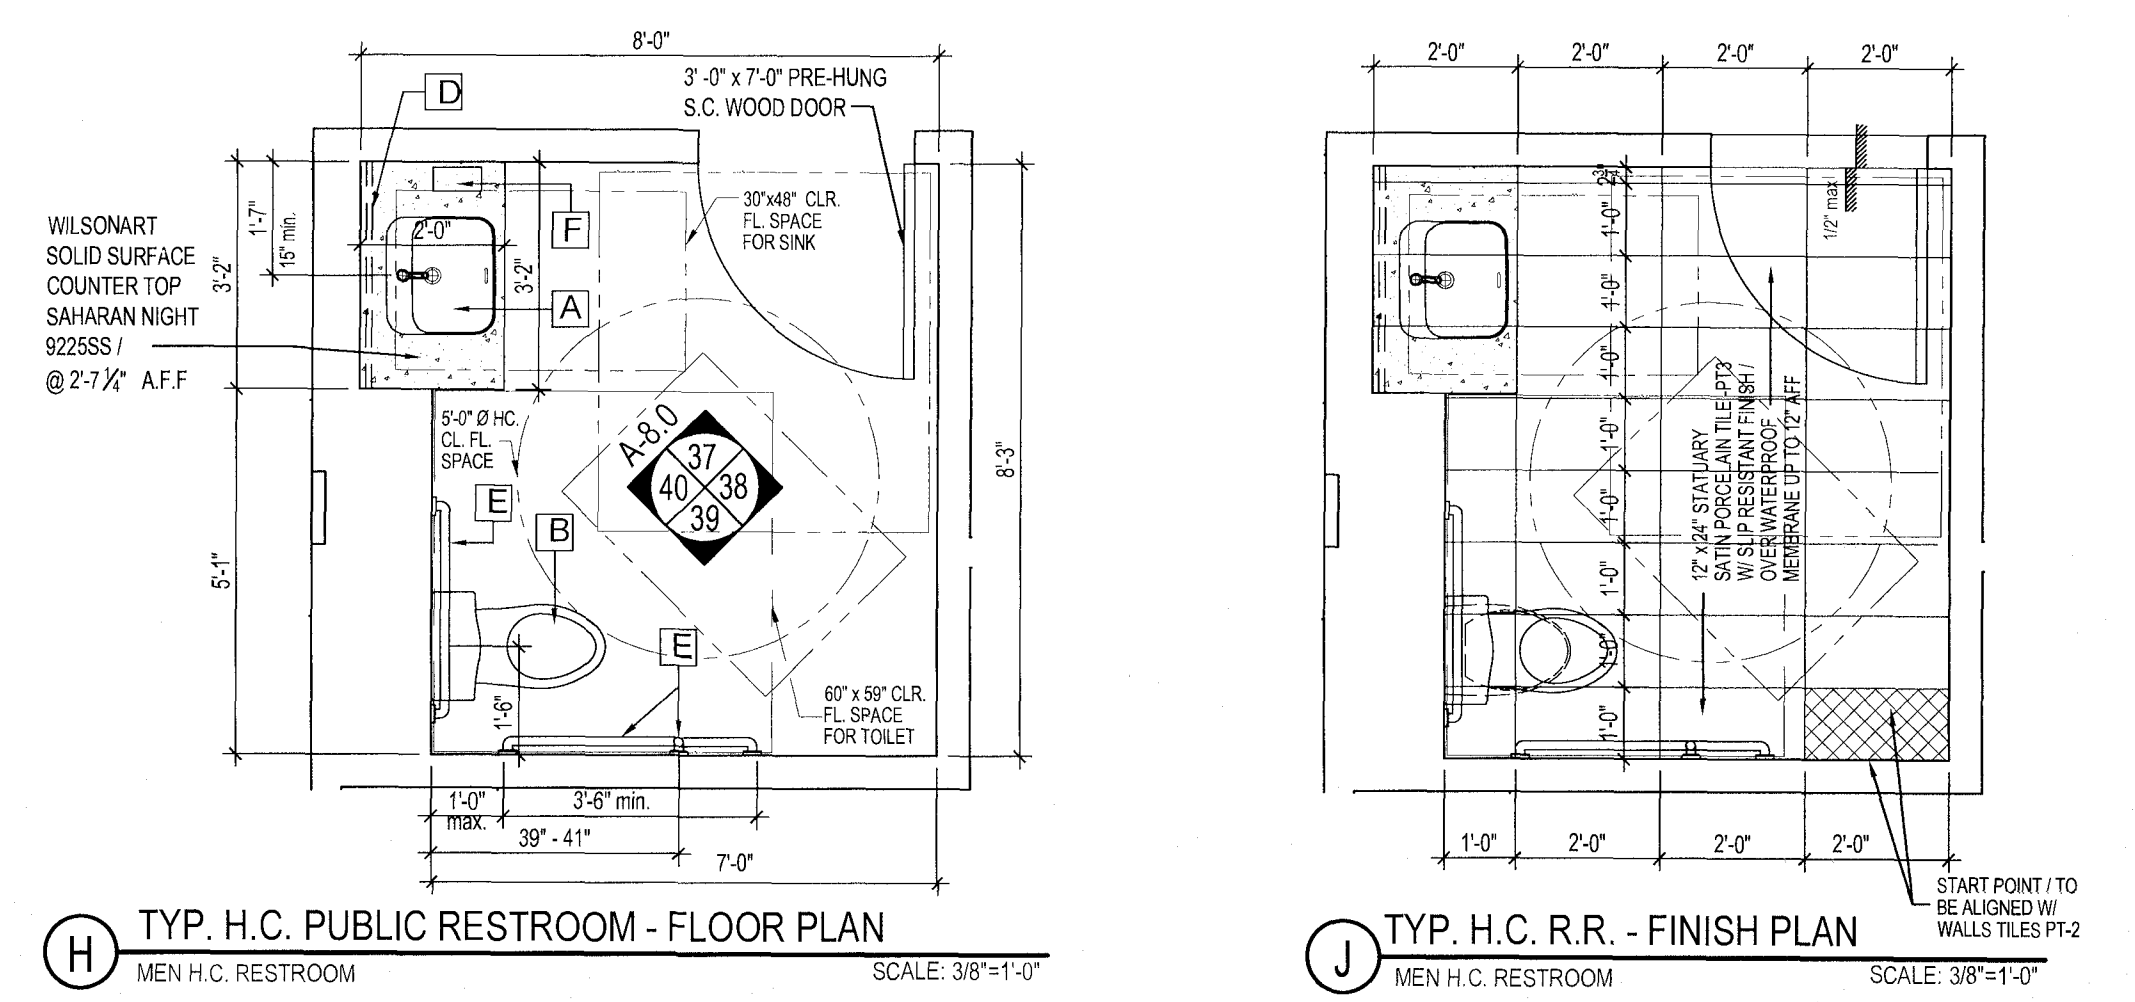 8'-0"
D
3' -0" x 7'-0" PRE-HUNG
S.C. WOOD DOOR
1'-7"
15" min.
3'-2"
2'-0"
3'-2"
F
A
30"x48" CLR.
FL. SPACE
FOR SINK
WILSONART
SOLID SURFACE
COUNTER TOP
SAHARAN NIGHT
9225SS /
@ 2'-7 1/4" A.F.F
5'-0" Ø HC.
CL. FL.
SPACE
A-8.0
37
40
38
39
8'-3"
E
B
5'-1"
E
1'-6"
60" x 59" CLR.
FL. SPACE
FOR TOILET
1'-0"
max.
3'-6" min.
39" - 41"
7'-0"
H
TYP. H.C. PUBLIC RESTROOM - FLOOR PLAN
MEN H.C. RESTROOM
SCALE: 3/8"=1'-0"
2'-0"
2'-0"
2'-0"
2'-0"
2 3/4"
1'-0"
1'-0"
1'-0"
1'-0"
1'-0"
1'-0"
1'-0"
1'-0"
1/2" max
12" x 24" STATUARY
SATIN PORCELAIN TILE -PT3
W/ SLIP RESISTANT FINISH /
OVER WATERPROOF
MEMBRANE UP TO 12" AFF
1'-0"
2'-0"
2'-0"
2'-0"
START POINT / TO
BE ALIGNED W/
WALLS TILES PT-2
J
TYP. H.C. R.R. - FINISH PLAN
MEN H.C. RESTROOM
SCALE: 3/8"=1'-0"